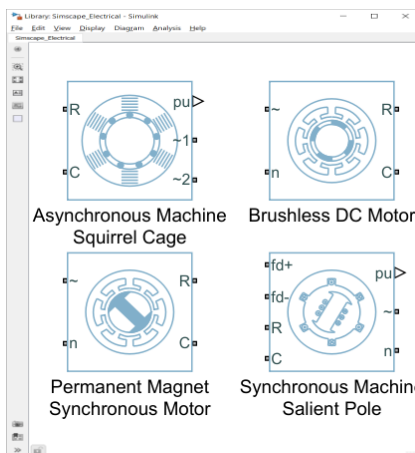 Library: Simscape_Electrical - Simulink
File Edit View Display Diagram Analysis Help
Simscape_Electrical
R
C
pu
~1
~2
Asynchronous Machine
Squirrel Cage
~
n
R
C
Brushless DC Motor
~
n
R
C
Permanent Magnet
Synchronous Motor
fd+
fd-
R
C
pu
~
n
Synchronous Machine
Salient Pole